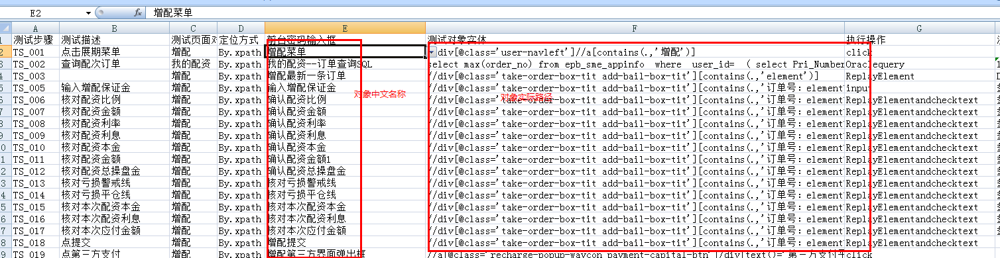 E2 fx 增配菜单
A B C D E F G
1 测试步骤 测试描述 测试页面对 定位方式 前台密码输入框 测试对象实体 执行操作
2 TS_001 点击展期菜单 增配 By.xpath 增配菜单 div[@class='user-navleft']//a[contains(.,'增配')] click
3 TS_002 查询配次订单 我的配资 By.xpath 我的配资--订单查询SQL select max(order_no) from epb_sme_appinfo where user_id= ( select Pri_Number Oraclequery 1
TS_003 增配 By.xpath 增配最新一条订单 //div[@class='take-order-box-tit add-bail-box-tit'][contains(.,'element')] ReplayElement
5 TS_005 输入增配保证金 增配 By.xpath 输入增配保证金 //div[@class='take-order-box-tit add-bail-box-tit'][contains(.,'订单号：element input
6 TS_006 核对配资比例 增配 By.xpath 确认配资比例 //div[@class='take-order-box-tit add-bail-box-tit'][contains(.,'订单号：element ReplayElementandchecktext
7 TS_007 核对配资金额 增配 By.xpath 确认配资金额 //div[@class='take-order-box-tit add-bail-box-tit'][contains(.,'订单号：element ReplayElementandchecktext
8 TS_008 核对配资利率 增配 By.xpath 确认配资利率 //div[@class='take-order-box-tit add-bail-box-tit'][contains(.,'订单号：element ReplayElementandchecktext
9 TS_009 核对配资利息 增配 By.xpath 确认配资利息 //div[@class='take-order-box-tit add-bail-box-tit'][contains(.,'订单号：element ReplayElementandchecktext
0 TS_010 核对配资本金 增配 By.xpath 确认配资本金 //div[@class='take-order-box-tit add-bail-box-tit'][contains(.,'订单号：element ReplayElementandchecktext
1 TS_011 核对配资金额 增配 By.xpath 确认配资金额1 //div[@class='take-order-box-tit add-bail-box-tit'][contains(.,'订单号：element ReplayElementandchecktext
2 TS_012 核对配资总操盘金 增配 By.xpath 确认配资总操盘金 //div[@class='take-order-box-tit add-bail-box-tit'][contains(.,'订单号：element ReplayElementandchecktext
3 TS_013 核对亏损警戒线 增配 By.xpath 核对亏损警戒线 //div[@class='take-order-box-tit add-bail-box-tit'][contains(.,'订单号：element ReplayElementandchecktext
4 TS_014 核对亏损平仓线 增配 By.xpath 核对亏损平仓线 //div[@class='take-order-box-tit add-bail-box-tit'][contains(.,'订单号：element ReplayElementandchecktext
5 TS_015 核对本次配资本金 增配 By.xpath 核对本次配资本金 //div[@class='take-order-box-tit add-bail-box-tit'][contains(.,'订单号：element ReplayElementandchecktext
6 TS_016 核对本次配资利息 增配 By.xpath 核对本次配资利息 //div[@class='take-order-box-tit add-bail-box-tit'][contains(.,'订单号：element ReplayElementandchecktext
7 TS_017 核对本次应付金额 增配 By.xpath 核对本次应付金额 //div[@class='take-order-box-tit add-bail-box-tit'][contains(.,'订单号：element ReplayElementandchecktext
8 TS_018 点提交 增配 By.xpath 增配提交 //div[@class='take-order-box-tit add-bail-box-tit'][contains(.,'订单号：element ReplayElementandchecktext
9 TS_019 点第三方支付 增配 By.xpath 增配第三方界面弹出框 //a[@class='recharge-popup-waycon payment-capital-btn']/div[text()='第三方支付 click
对象中文名称
对象实际路径